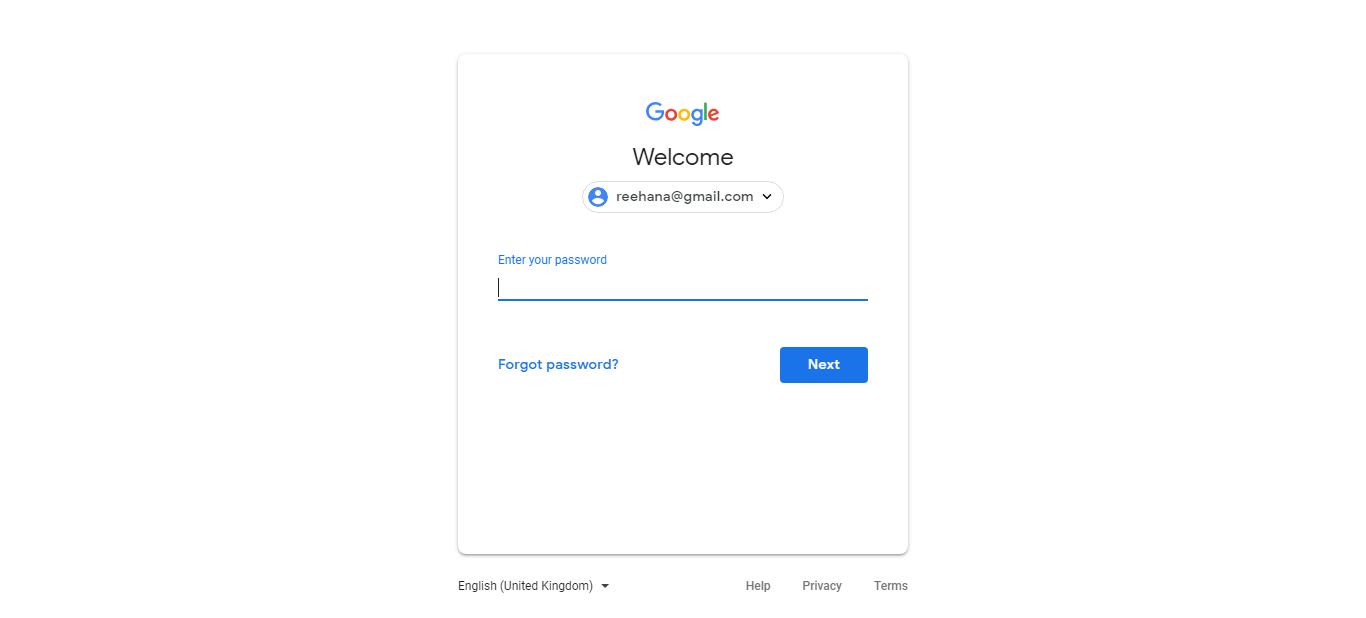 Google
Welcome
reehana@gmail.com
Enter your password
Forgot password?
Next
English (United Kingdom)
Help
Privacy
Terms